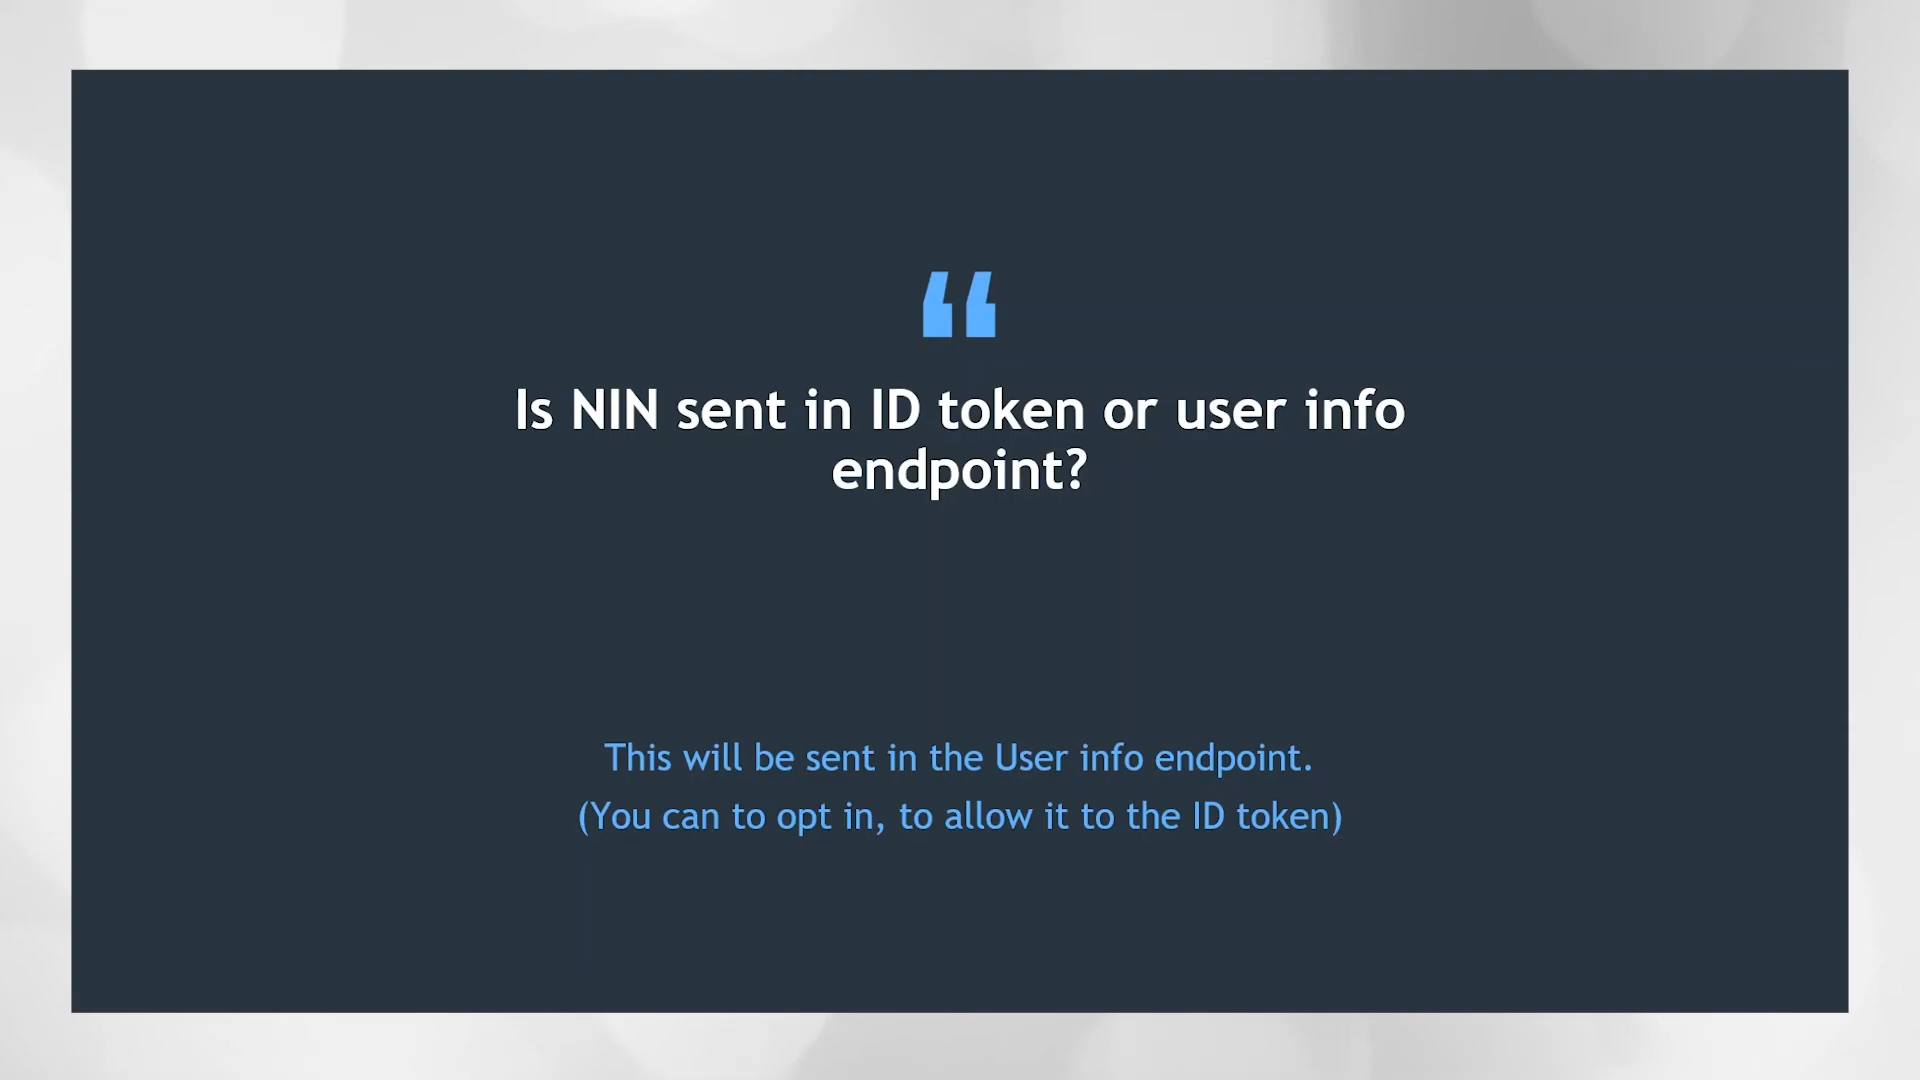 “
Is NIN sent in ID token or user info
endpoint?
This will be sent in the User info endpoint.
(You can to opt in, to allow it to the ID token)